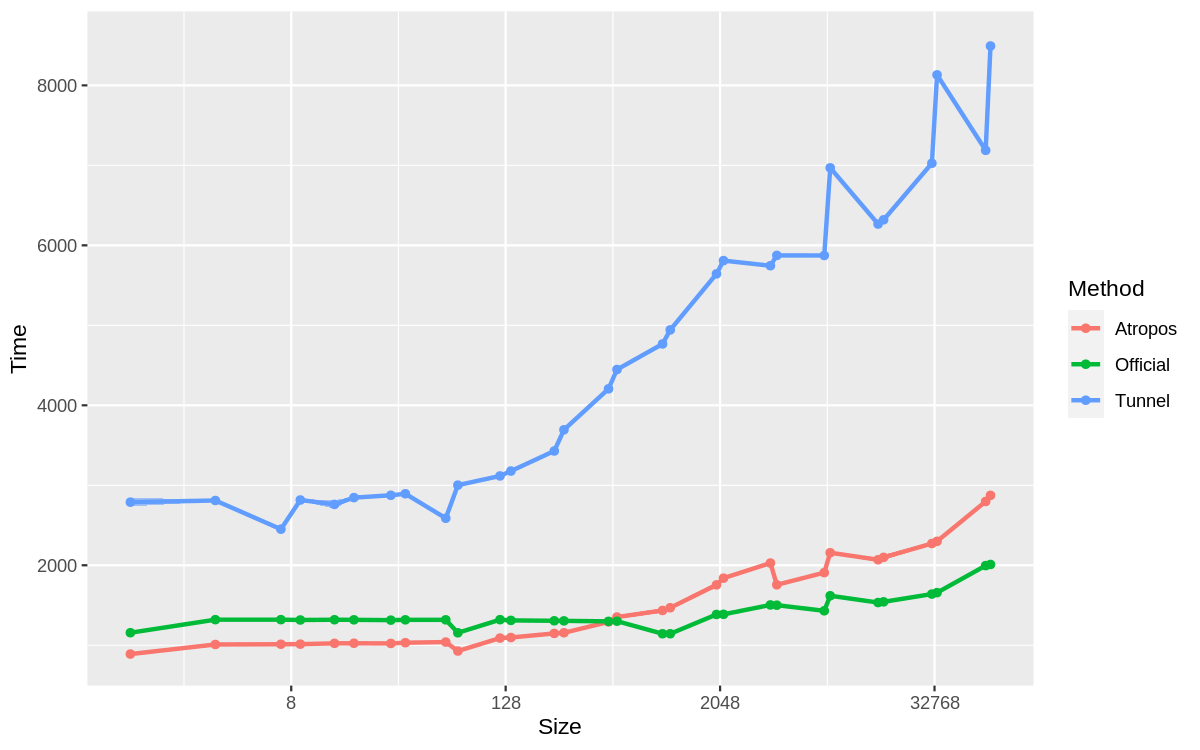 8000
6000
4000
2000
Time
8
128
2048
32768
Size
Method
Atropos
Official
Tunnel